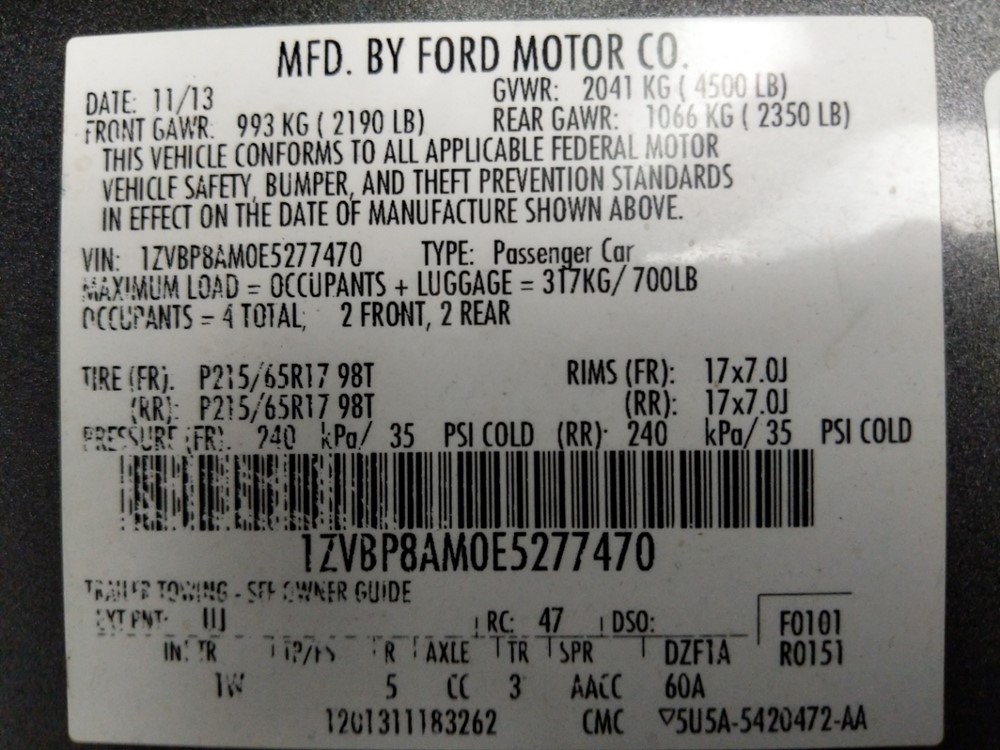 MFD. BY FORD MOTOR CO.
DATE: 11/13 GVWR: 2041 KG ( 4500 LB)
FRONT GAWR: 993 KG ( 2190 LB) REAR GAWR: 1066 KG ( 2350 LB)
THIS VEHICLE CONFORMS TO ALL APPLICABLE FEDERAL MOTOR
VEHICLE SAFETY, BUMPER, AND THEFT PREVENTION STANDARDS
IN EFFECT ON THE DATE OF MANUFACTURE SHOWN ABOVE.
VIN: 1ZVBP8AM0E5277470 TYPE: Passenger Car
MAXIMUM LOAD = OCCUPANTS + LUGGAGE = 317KG/ 700LB
OCCUPANTS = 4 TOTAL, 2 FRONT, 2 REAR
TIRE (FR): P215/65R17 98T RIMS (FR): 17x7.0J
(RR): P215/65R17 98T (RR): 17x7.0J
PRESSURE (FR): 240 kPa/ 35 PSI COLD (RR): 240 kPa/ 35 PSI COLD
1ZVBP8AM0E5277470
TRAILER TOWING - SEE OWNER GUIDE
EXT PNT: RC: 47 DSO: F0101
TP/PS R AXLE TR SPR DZF1A R0151
1W 5 CC 3 AACC 60A
1201311183262 CMC ▽5U5A-5420472-AA